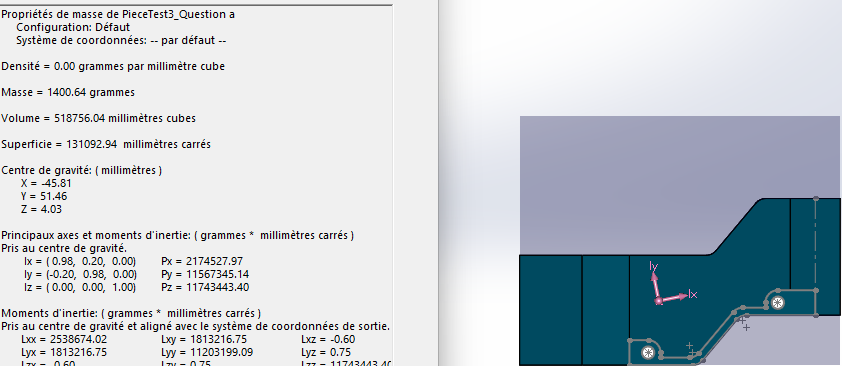 Propriétés de masse de PieceTest3_Question a
Configuration: Défaut
Système de coordonnées: -- par défaut --
Densité = 0.00 grammes par millimètre cube
Masse = 1400.64 grammes
Volume = 518756.04 millimètres cubes
Superficie = 131092.94 millimètres carrés
Centre de gravité: ( millimètres )
X = -45.81
Y = 51.46
Z = 4.03
Principaux axes et moments d'inertie: ( grammes * millimètres carrés )
Pris au centre de gravité.
Ix = ( 0.98, 0.20, 0.00) Px = 2174527.97
Iy = (-0.20, 0.98, 0.00) Py = 11567345.14
Iz = ( 0.00, 0.00, 1.00) Pz = 11743443.40
Moments d'inertie: ( grammes * millimètres carrés )
Pris au centre de gravité et aligné avec le système de coordonnées de sortie.
Lxx = 2538674.02 Lxy = 1813216.75 Lxz = -0.60
Lyx = 1813216.75 Lyy = 11203199.09 Lyz = 0.75
Lzx = -0.60 Lzy = 0.75 Lzz = 11743443.40
Iy
Ix